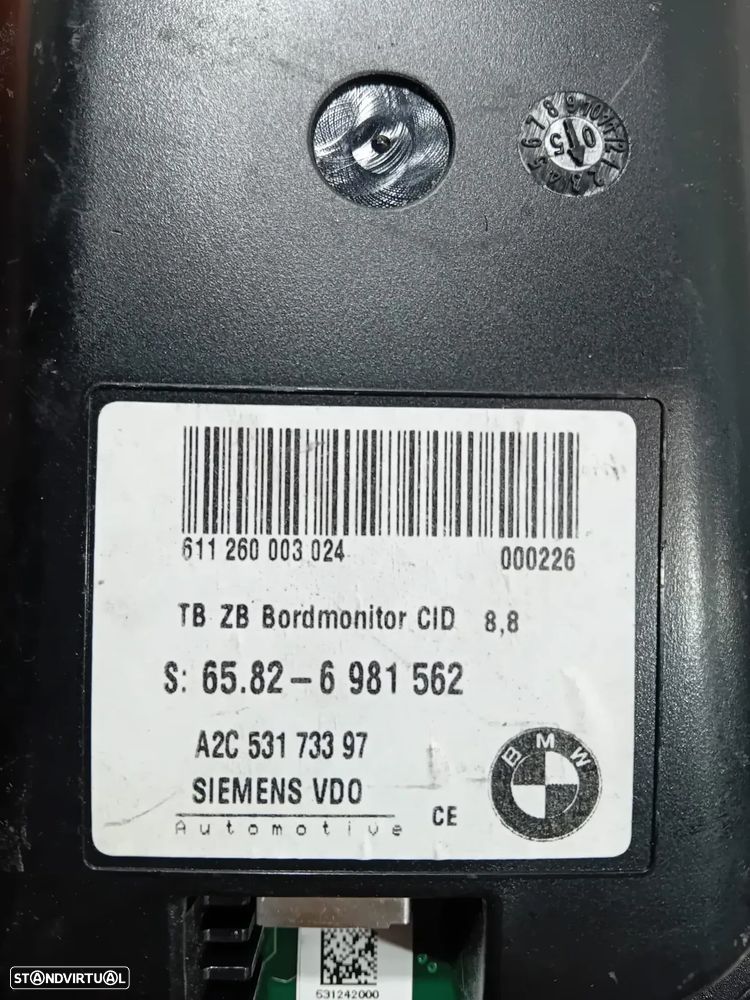 611 260 003 024 000226
TB ZB Bordmonitor CID 8,8
S: 65.82-6 981 562
A2C 531 733 97
SIEMENS VDO
Automotive CE
BMW
631242000
STANDVIRTUAL